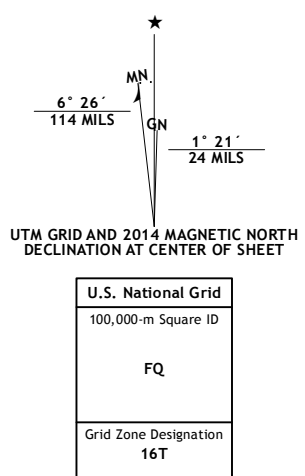 ★
MN
GN
6° 26´
114 MILS
1° 21´
24 MILS
UTM GRID AND 2014 MAGNETIC NORTH
DECLINATION AT CENTER OF SHEET
U.S. National Grid
100,000-m Square ID
FQ
Grid Zone Designation
16T